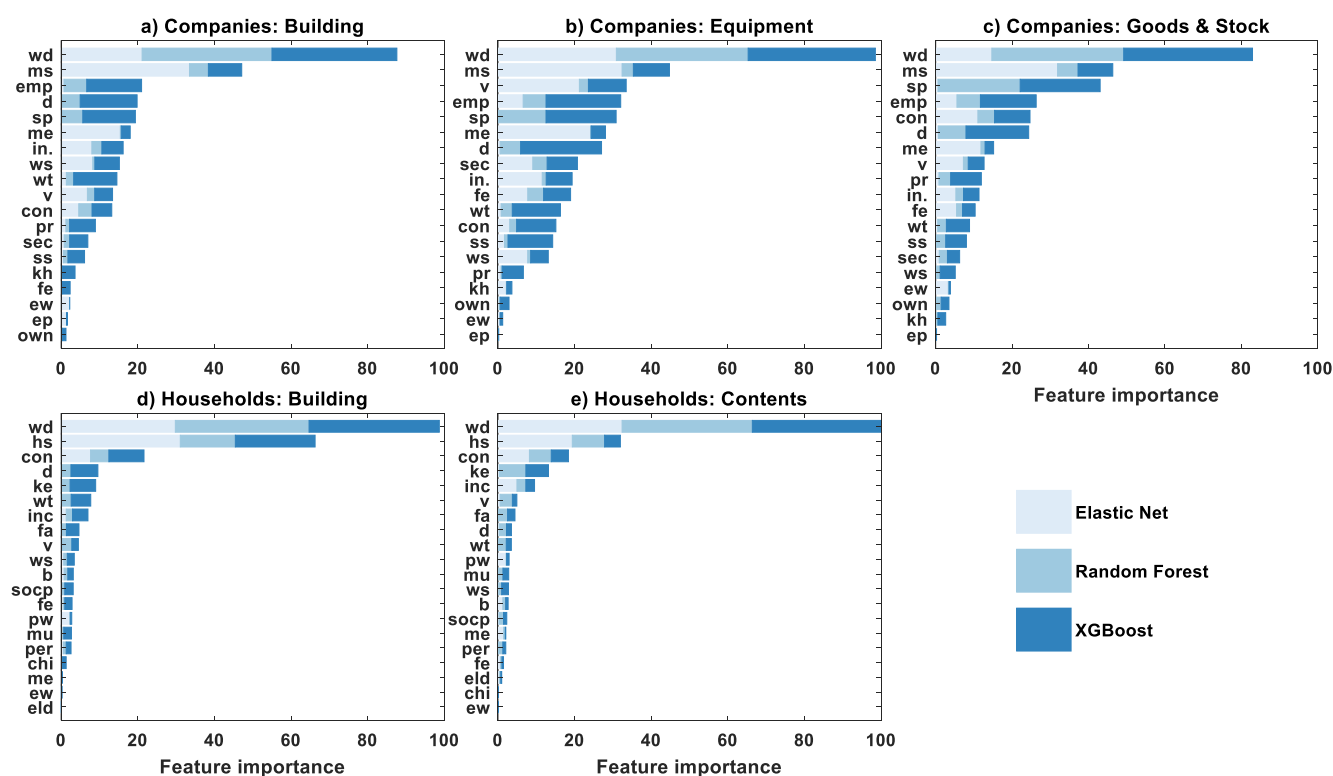 a) Companies: Building
wd
ms
emp
d
sp
me
in.
ws
wt
v
con
pr
sec
ss
kh
fe
ew
ep
own
0 20 40 60 80 100
b) Companies: Equipment
wd
ms
v
emp
sp
me
d
sec
in.
fe
wt
con
ss
ws
pr
kh
own
ew
ep
0 20 40 60 80 100
c) Companies: Goods & Stock
wd
ms
sp
emp
con
d
me
v
pr
in.
fe
wt
ss
sec
ws
ew
own
kh
ep
0 20 40 60 80 100
Feature importance
d) Households: Building
wd
hs
con
d
ke
wt
inc
fa
v
ws
b
socp
fe
pw
mu
per
chi
me
ew
eld
0 20 40 60 80 100
Feature importance
e) Households: Contents
wd
hs
con
ke
inc
v
fa
d
wt
pw
mu
ws
b
socp
me
per
fe
eld
chi
ew
0 20 40 60 80 100
Feature importance
Elastic Net
Random Forest
XGBoost